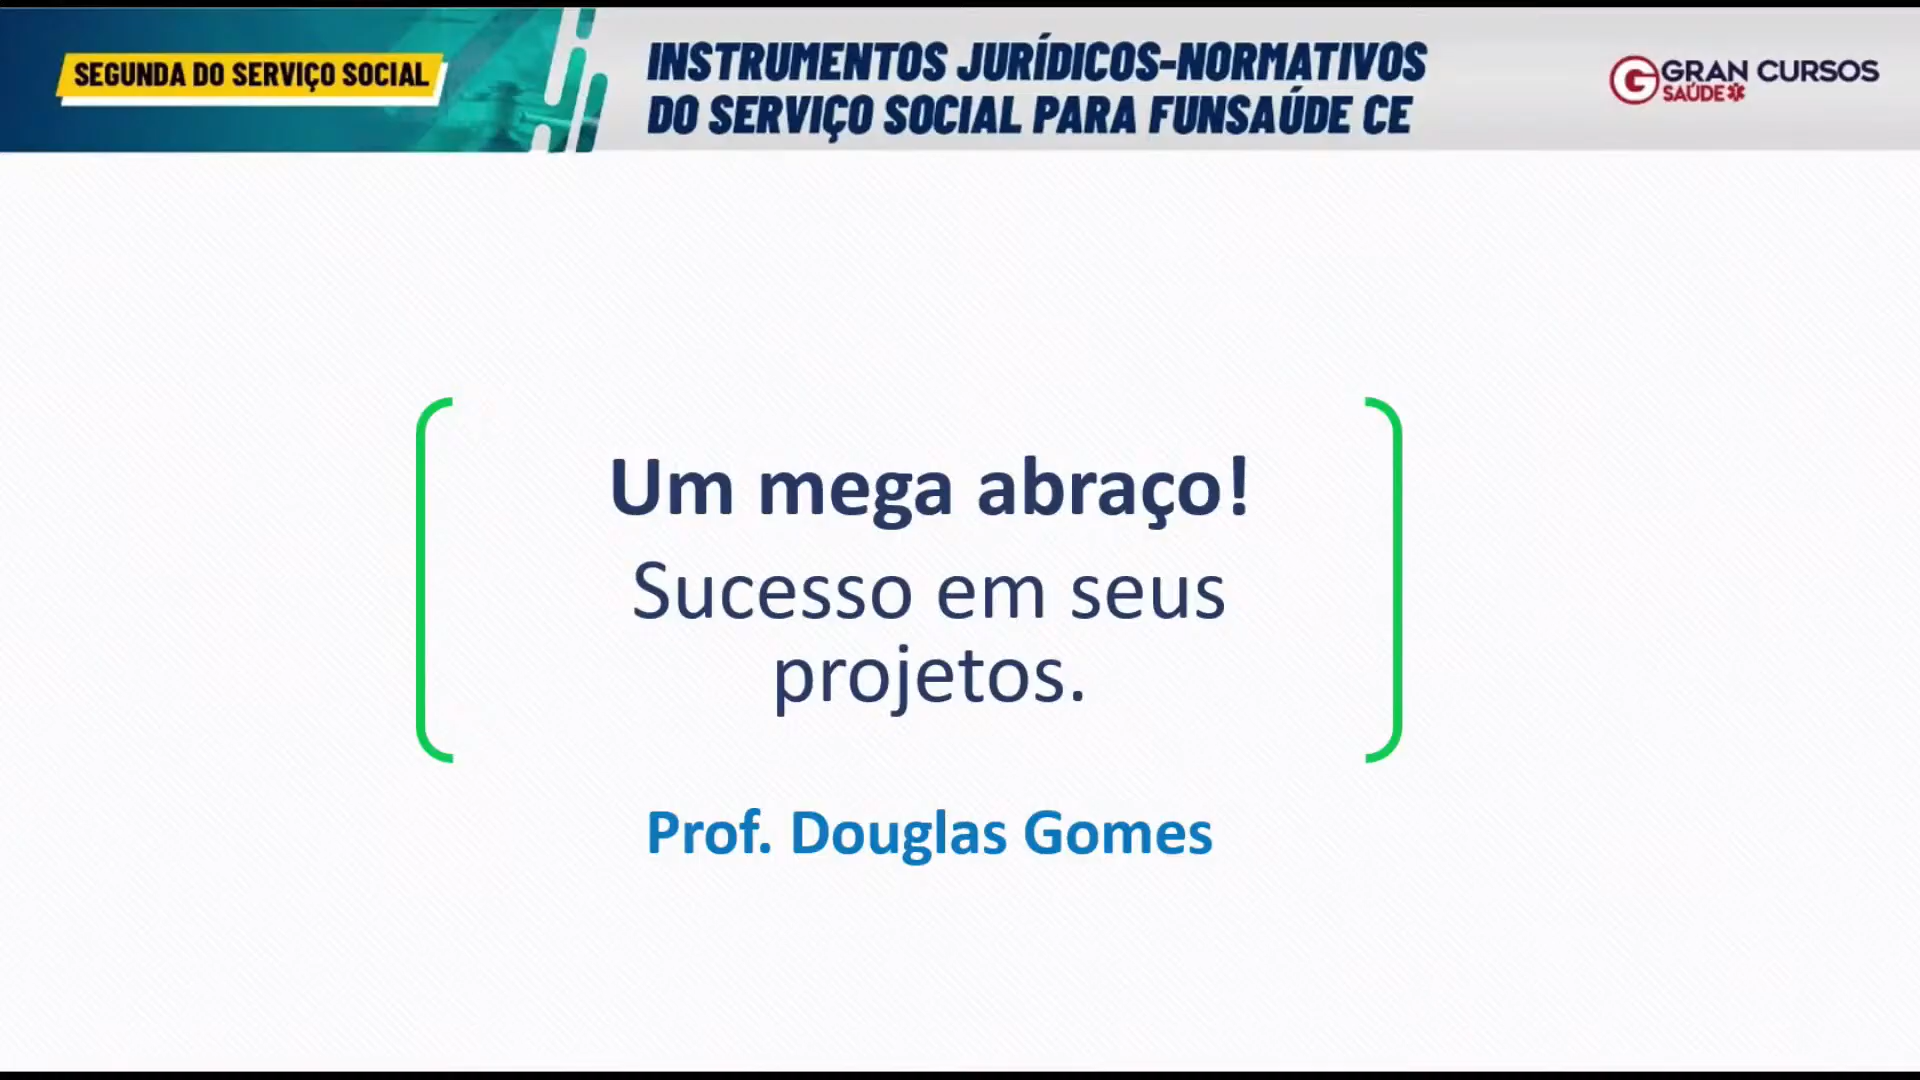 SEGUNDA DO SERVIÇO SOCIAL
INSTRUMENTOS JURÍDICOS-NORMATIVOS
DO SERVIÇO SOCIAL PARA FUNSAÚDE CE
GRAN CURSOS
SAÚDE
Um mega abraço!
Sucesso em seus
projetos.
Prof. Douglas Gomes